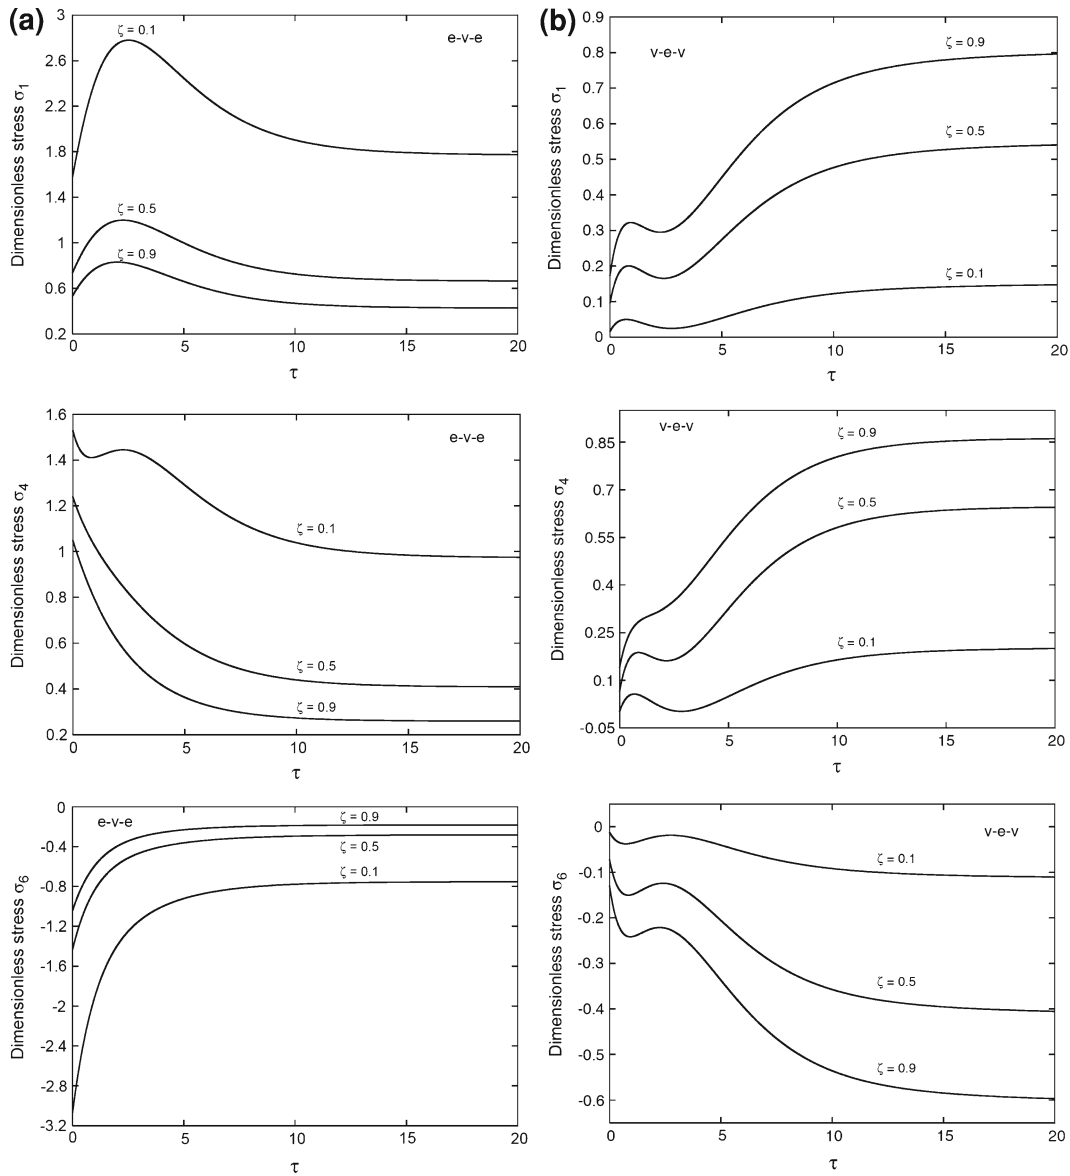 (a)
Dimensionless stress σ1
3
2.6
2.2
1.8
1.4
1
0.6
0.2
ζ = 0.1
e-v-e
ζ = 0.5
ζ = 0.9
0 5 10 15 20
τ
(b)
Dimensionless stress σ1
0.9
0.8
0.7
0.6
0.5
0.4
0.3
0.2
0.1
0
v-e-v
ζ = 0.9
ζ = 0.5
ζ = 0.1
0 5 10 15 20
τ
Dimensionless stress σ4
1.6
1.4
1.2
1
0.8
0.6
0.4
0.2
e-v-e
ζ = 0.1
ζ = 0.5
ζ = 0.9
0 5 10 15 20
τ
Dimensionless stress σ4
0.85
0.7
0.55
0.4
0.25
0.1
-0.05
v-e-v
ζ = 0.9
ζ = 0.5
ζ = 0.1
0 5 10 15 20
τ
Dimensionless stress σ6
0
-0.4
-0.8
-1.2
-1.6
-2
-2.4
-2.8
-3.2
e-v-e
ζ = 0.9
ζ = 0.5
ζ = 0.1
0 5 10 15 20
τ
Dimensionless stress σ6
0
-0.1
-0.2
-0.3
-0.4
-0.5
-0.6
v-e-v
ζ = 0.1
ζ = 0.5
ζ = 0.9
0 5 10 15 20
τ